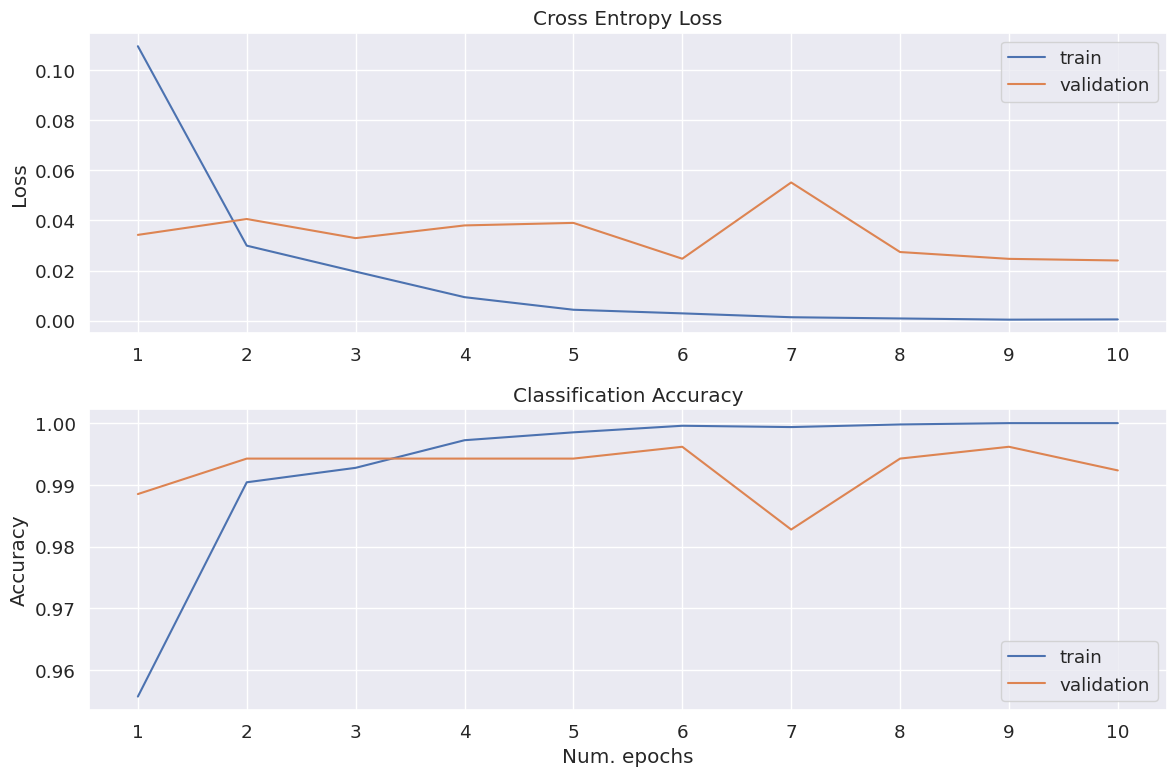 Cross Entropy Loss
train
validation
Loss
0.10
0.08
0.06
0.04
0.02
0.00
1 2 3 4 5 6 7 8 9 10
Classification Accuracy
Accuracy
1.00
0.99
0.98
0.97
0.96
train
validation
1 2 3 4 5 6 7 8 9 10
Num. epochs